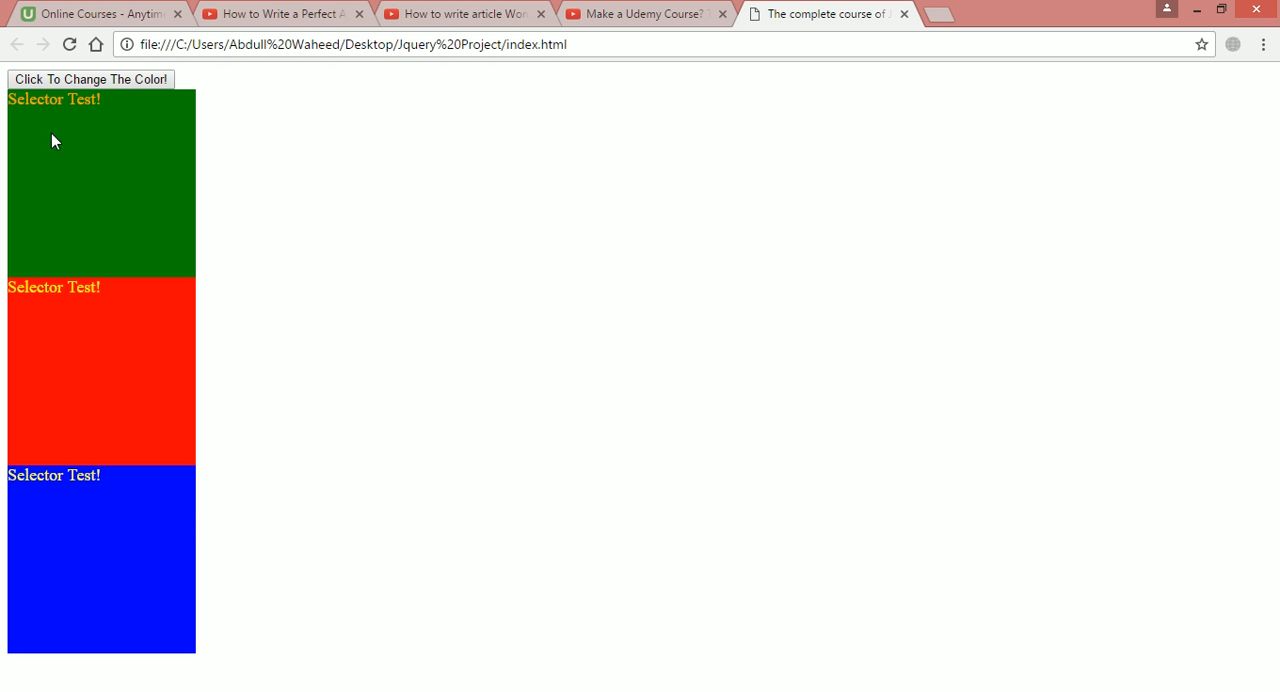 Online Courses - Anytim
How to Write a Perfect A
How to write article Wor
Make a Udemy Course?
The complete course of
file:///C:/Users/Abdull%20Waheed/Desktop/Jquery%20Project/index.html
Click To Change The Color!
Selector Test!
Selector Test!
Selector Test!